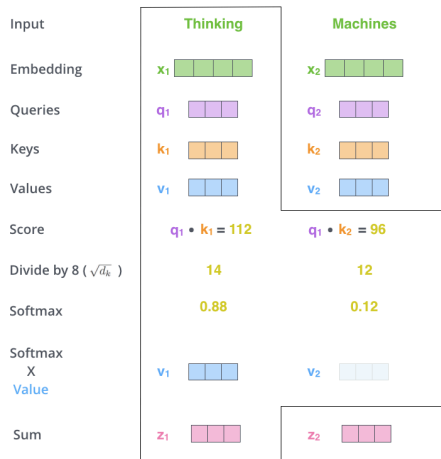 Input Thinking Machines
Embedding x₁ x₂
Queries q₁ q₂
Keys k₁ k₂
Values v₁ v₂
Score q₁ • k₁ = 112 q₁ • k₂ = 96
Divide by 8 ( √dₖ ) 14 12
Softmax 0.88 0.12
Softmax
X v₁ v₂
Value
Sum z₁ z₂